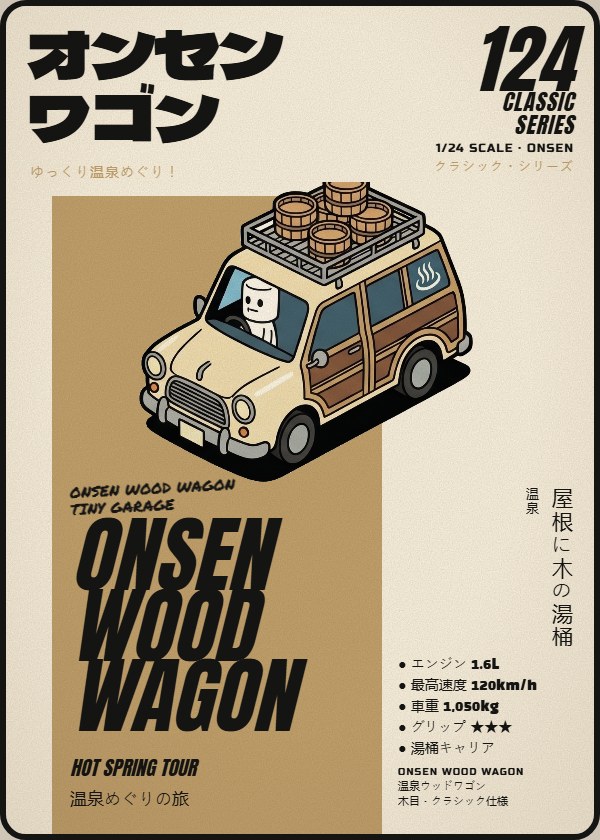 オンセン
ワゴン
ゆっくり温泉めぐり！
124
CLASSIC
SERIES
1/24 SCALE · ONSEN
クラシック・シリーズ
ONSEN WOOD WAGON
TINY GARAGE
ONSEN
WOOD
WAGON
HOT SPRING TOUR
温泉めぐりの旅
屋根に木の湯桶
温泉
● エンジン 1.6L
● 最高速度 120km/h
● 車重 1,050kg
● グリップ ★★★
● 湯桶キャリア
ONSEN WOOD WAGON
温泉ウッドワゴン
木目・クラシック仕様